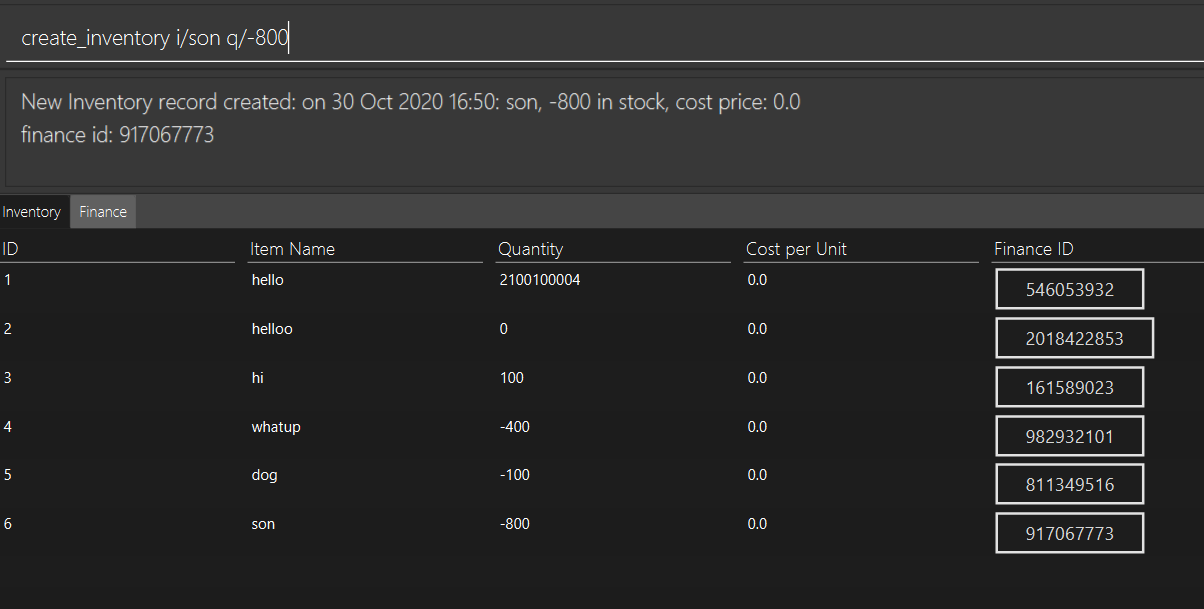 create_inventory i/son q/-800
New Inventory record created: on 30 Oct 2020 16:50: son, -800 in stock, cost price: 0.0
finance id: 917067773
Inventory Finance
ID Item Name Quantity Cost per Unit Finance ID
1 hello 2100100004 0.0 546053932
2 helloo 0 0.0 2018422853
3 hi 100 0.0 161589023
4 whatup -400 0.0 982932101
5 dog -100 0.0 811349516
6 son -800 0.0 917067773